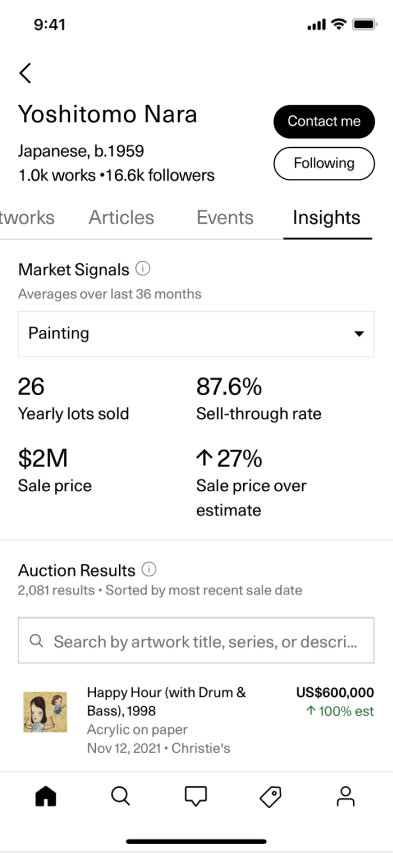 9:41
Yoshitomo Nara
Contact me
Japanese, b.1959
Following
1.0k works •16.6k followers
tworks Articles Events Insights
Market Signals
Averages over last 36 months
Painting
26 87.6%
Yearly lots sold Sell-through rate
$2M ↑ 27%
Sale price Sale price over
estimate
Auction Results
2,081 results • Sorted by most recent sale date
Search by artwork title, series, or descri...
Happy Hour (with Drum & US$600,000
Bass), 1998 ↑ 100% est
Acrylic on paper
Nov 12, 2021 • Christie's